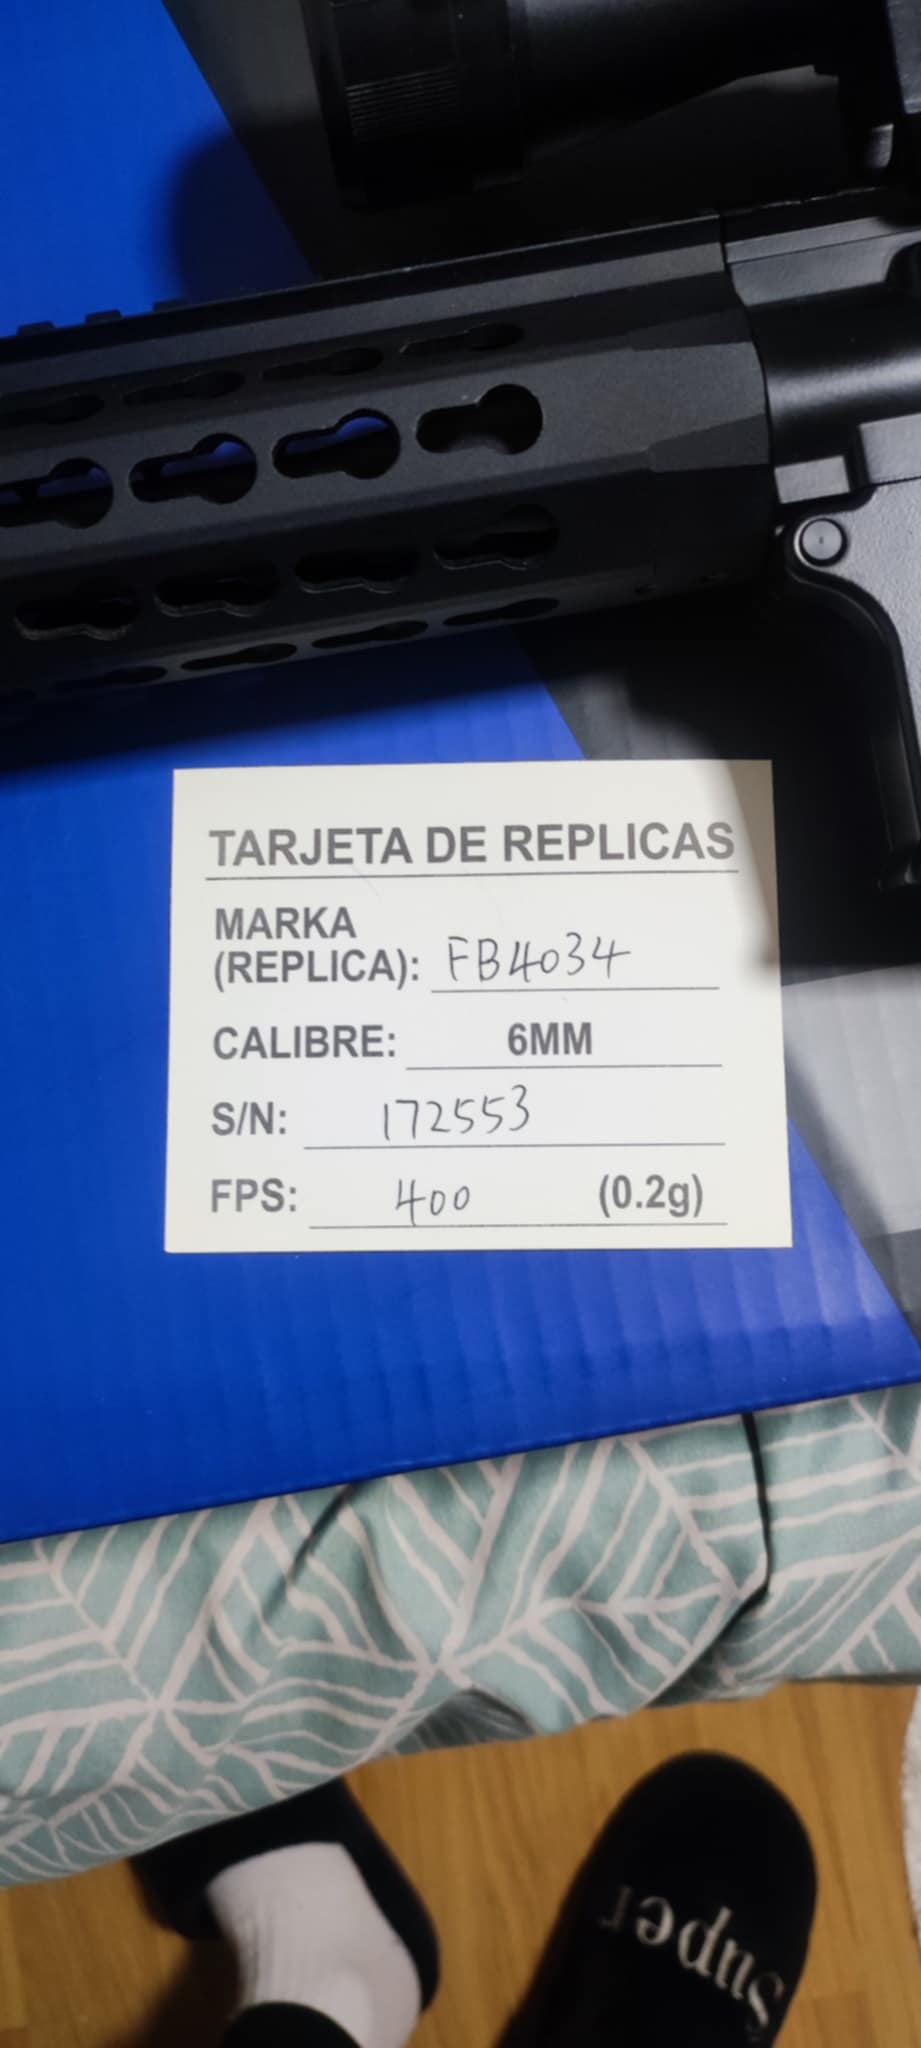 TARJETA DE REPLICAS
MARKA
(REPLICA): FB4034
CALIBRE: 6MM
S/N: 172553
FPS: 400 (0.2g)
Super